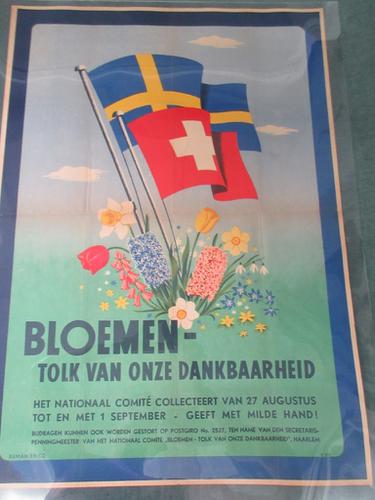 BLOEMEN-
TOLK VAN ONZE DANKBAARHEID
HET NATIONAAL COMITÉ COLLECTEERT VAN 27 AUGUSTUS
TOT EN MET 1 SEPTEMBER - GEEFT MET MILDE HAND!
BIJDRAGEN KUNNEN OOK WORDEN GESTORT OP POSTGIRO No. 2537, TEN NAME VAN DEN SECRETARIS-
PENNINGMEESTER VAN HET NATIONAAL COMITE „BLOEMEN - TOLK VAN ONZE DANKBAARHEID", HAARLEM